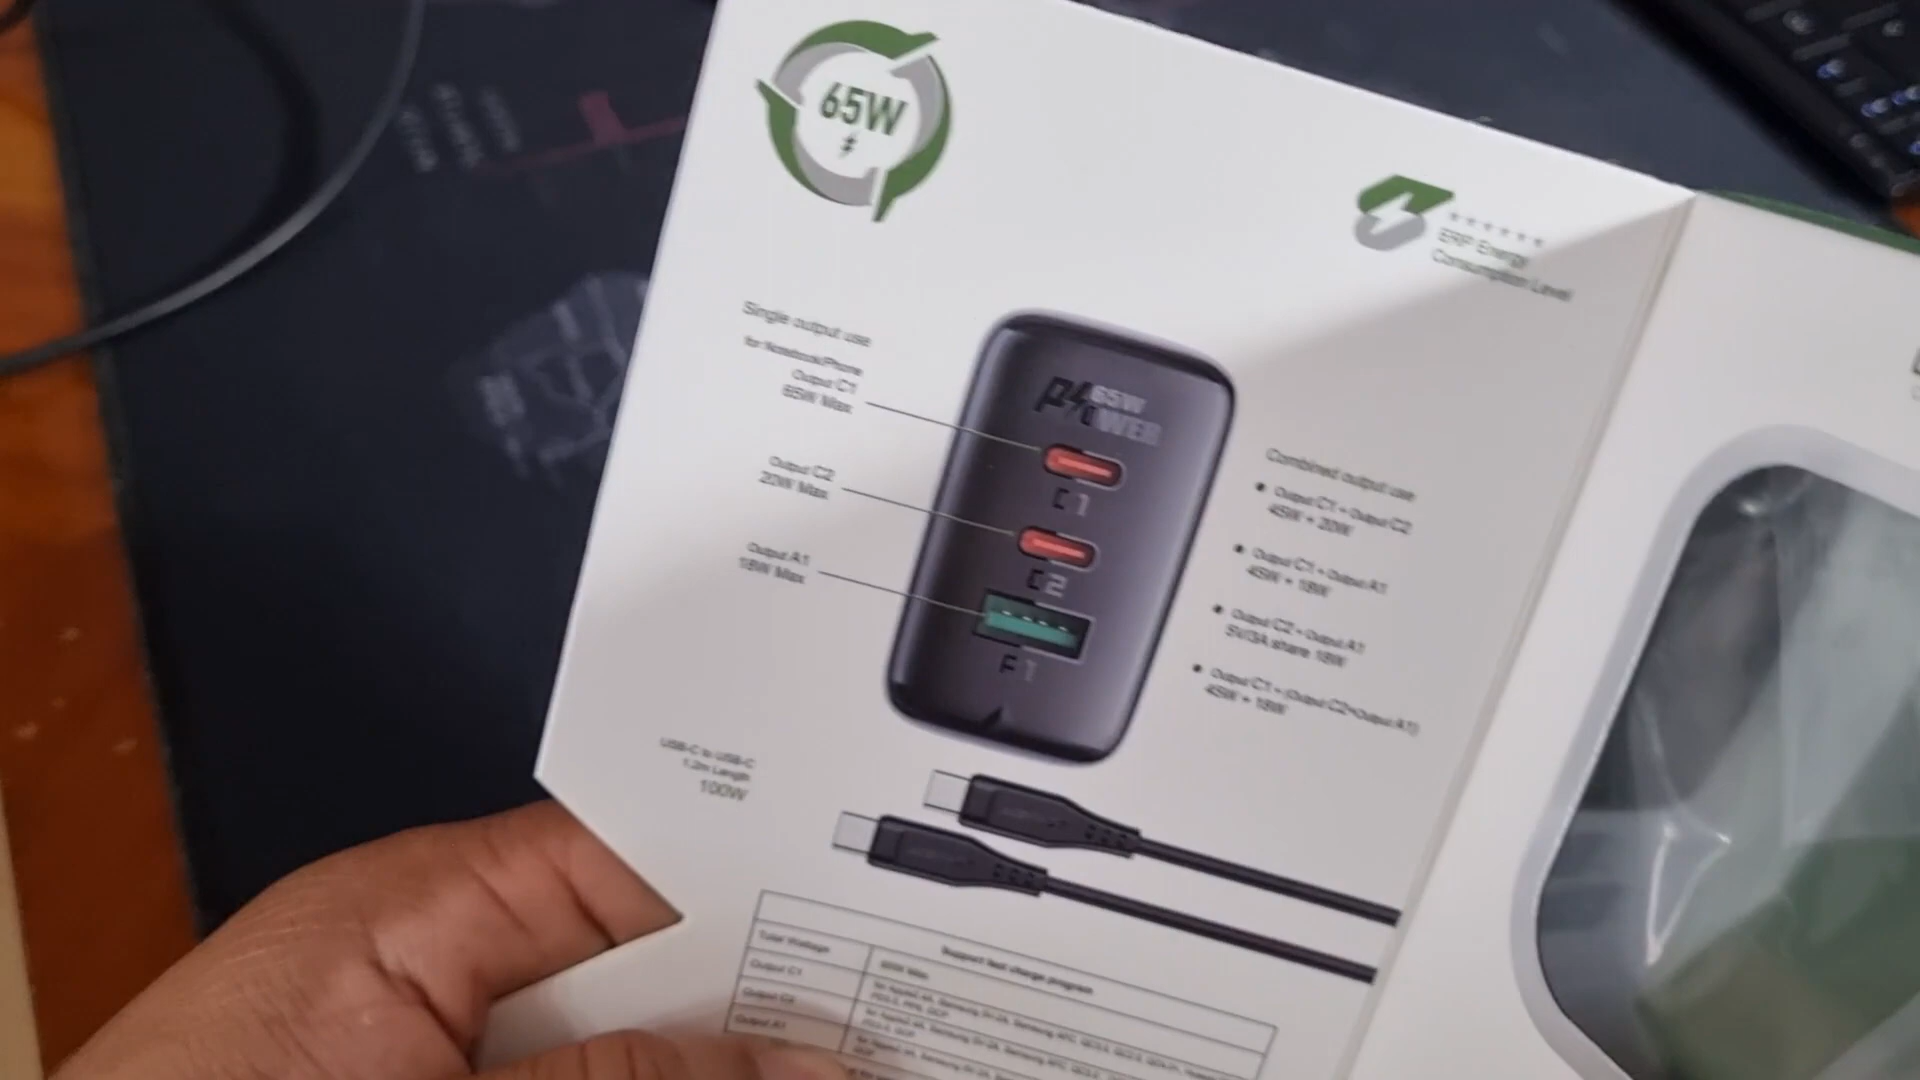 65W
ERP Energy
Consumption Level
Single output use
for Notebook/Phone
Output C1
65W Max
Output C2
20W Max
Output A1
18W Max
65W
POWER
C1
C2
Combined output use
Output C1 + Output C2
45W + 20W
Output C1 + Output A1
45W + 18W
Output C2 + Output A1
5V/3A share 18W
Output C1 + (Output C2+Output A1)
45W + 18W
USB-C to USB-C
1.2m Length
100W
Support fast charge program
Total Wattage
65W Max
Output C1
Output C2
Output A1